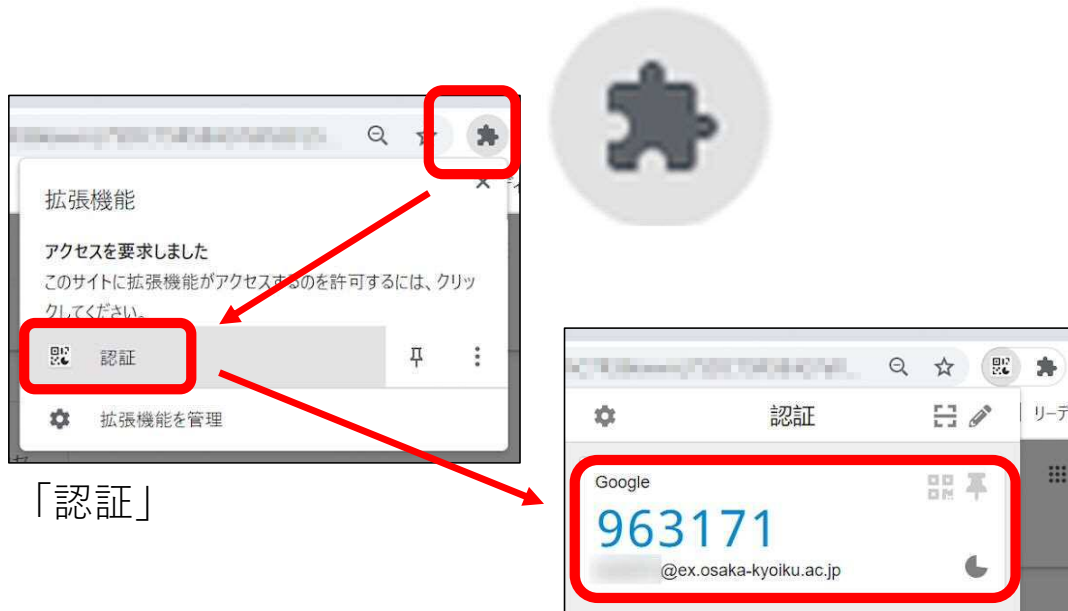 拡張機能
アクセスを要求しました
このサイトに拡張機能がアクセスするのを許可するには、クリッ
クしてください。
認証
拡張機能を管理
「認証」
認証
リーデ
Google
963171
@ex.osaka-kyoiku.ac.jp